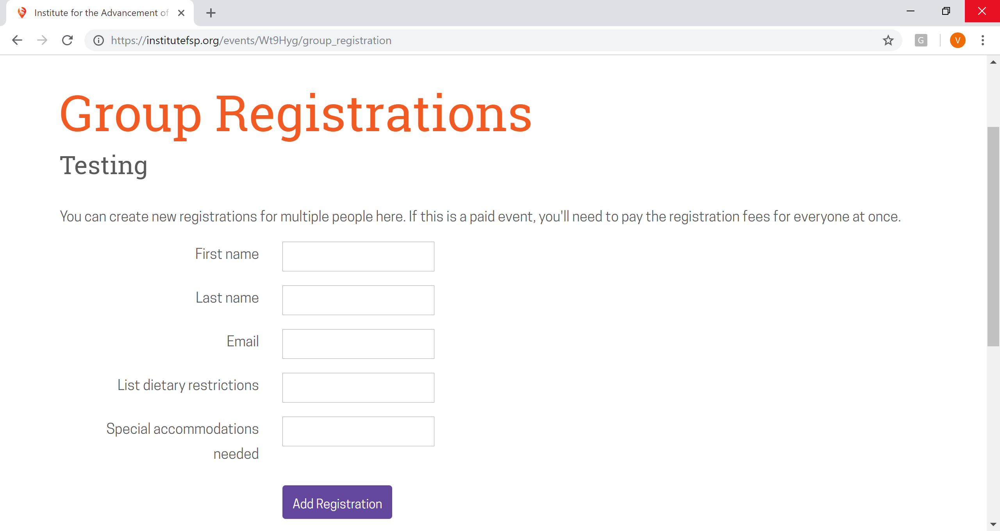 Institute for the Advancement of
https://institutefsp.org/events/Wt9Hyg/group_registration
G
V
Group Registrations
Testing
You can create new registrations for multiple people here. If this is a paid event, you'll need to pay the registration fees for everyone at once.
First name
Last name
Email
List dietary restrictions
Special accommodations
needed
Add Registration